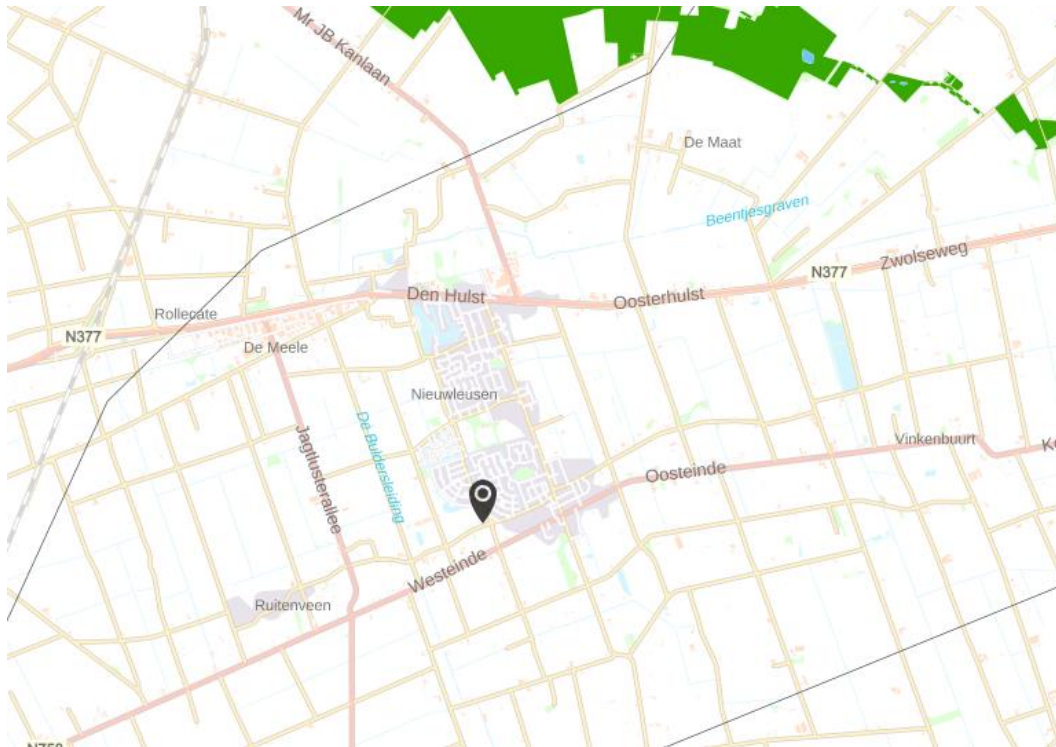 Mr JB Kanlaan
De Maat
Beentjesgraven
Zwolseweg
N377
Den Hulst
Oosterhulst
Rollecate
N377
De Meele
Nieuwleusen
De Buldersleiding
Jagtlusterallee
Vinkenbuurt
Oosteinde
Westeinde
Ruitenveen